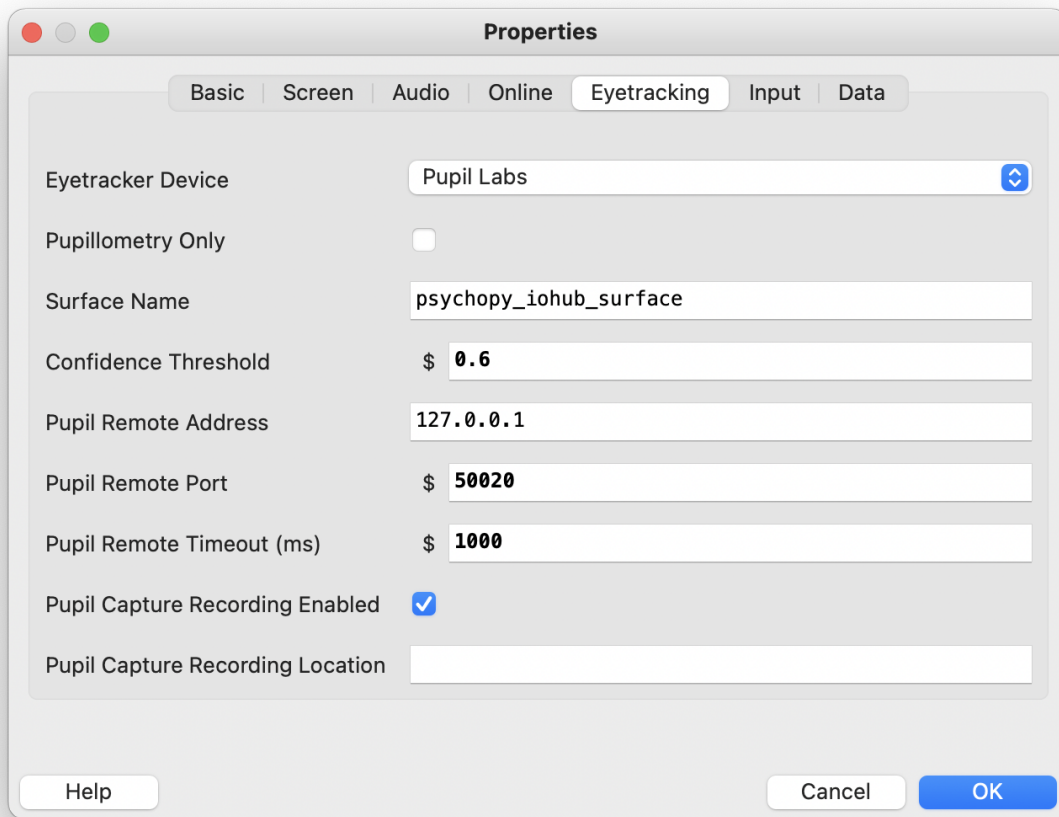 Properties
Basic Screen Audio Online Eyetracking Input Data
Eyetracker Device Pupil Labs
Pupillometry Only
Surface Name psychopy_iohub_surface
Confidence Threshold $ 0.6
Pupil Remote Address 127.0.0.1
Pupil Remote Port $ 50020
Pupil Remote Timeout (ms) $ 1000
Pupil Capture Recording Enabled
Pupil Capture Recording Location
Help Cancel OK